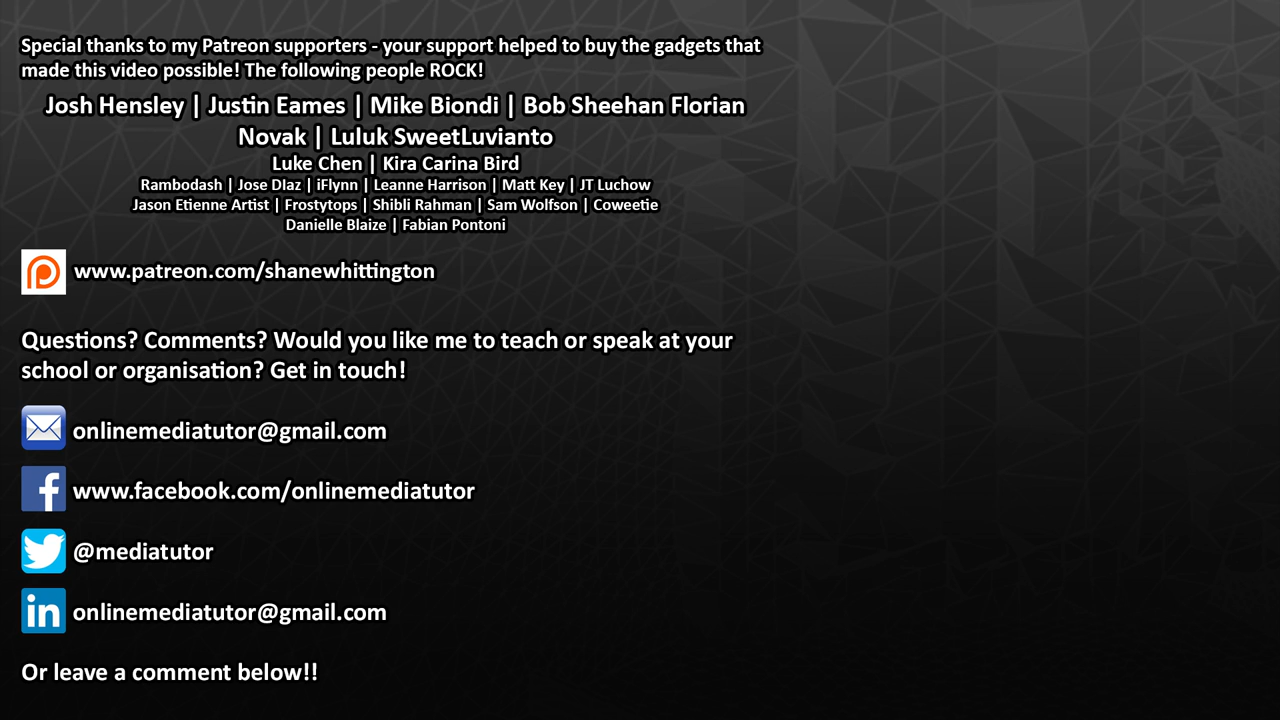 Special thanks to my Patreon supporters - your support helped to buy the gadgets that
made this video possible! The following people ROCK!
Josh Hensley | Justin Eames | Mike Biondi | Bob Sheehan Florian
Novak | Luluk SweetLuvianto
Luke Chen | Kira Carina Bird
Rambodash | Jose DIaz | iFlynn | Leanne Harrison | Matt Key | JT Luchow
Jason Etienne Artist | Frostytops | Shibli Rahman | Sam Wolfson | Coweetie
Danielle Blaize | Fabian Pontoni
www.patreon.com/shanewhittington
Questions? Comments? Would you like me to teach or speak at your
school or organisation? Get in touch!
onlinemediatutor@gmail.com
www.facebook.com/onlinemediatutor
@mediatutor
in onlinemediatutor@gmail.com
Or leave a comment below!!